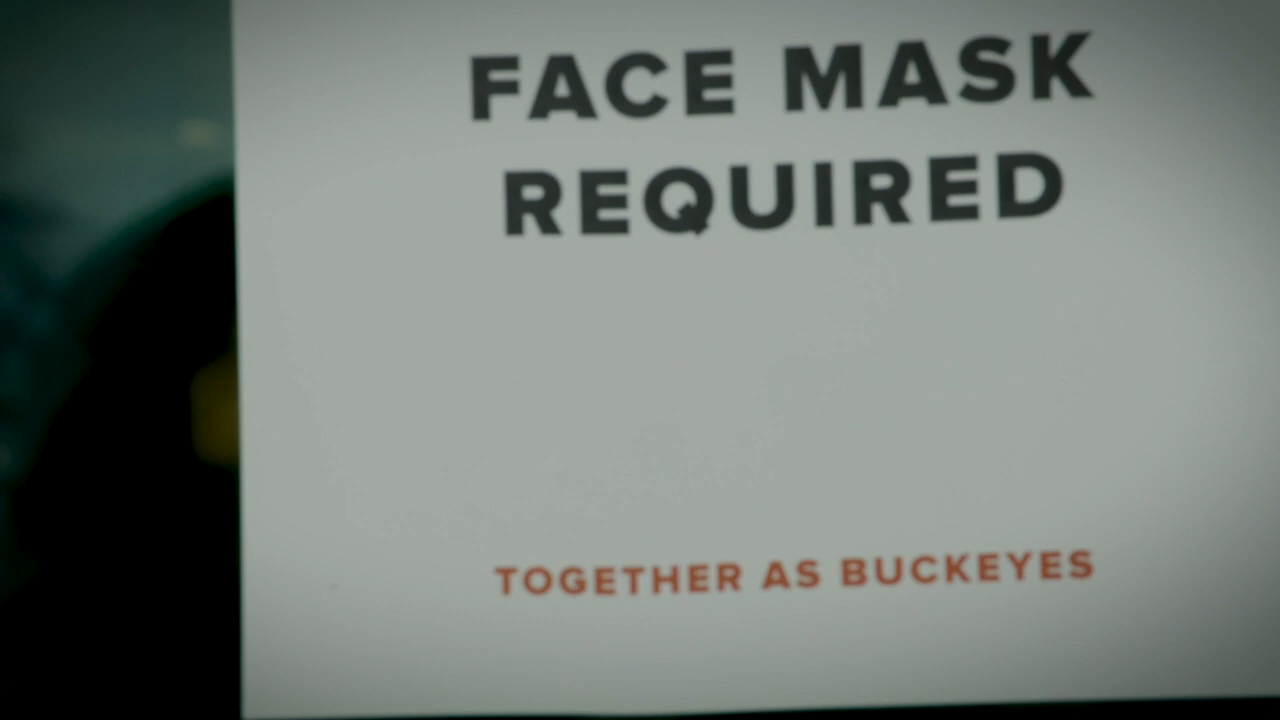 FACE MASK
REQUIRED
TOGETHER AS BUCKEYES